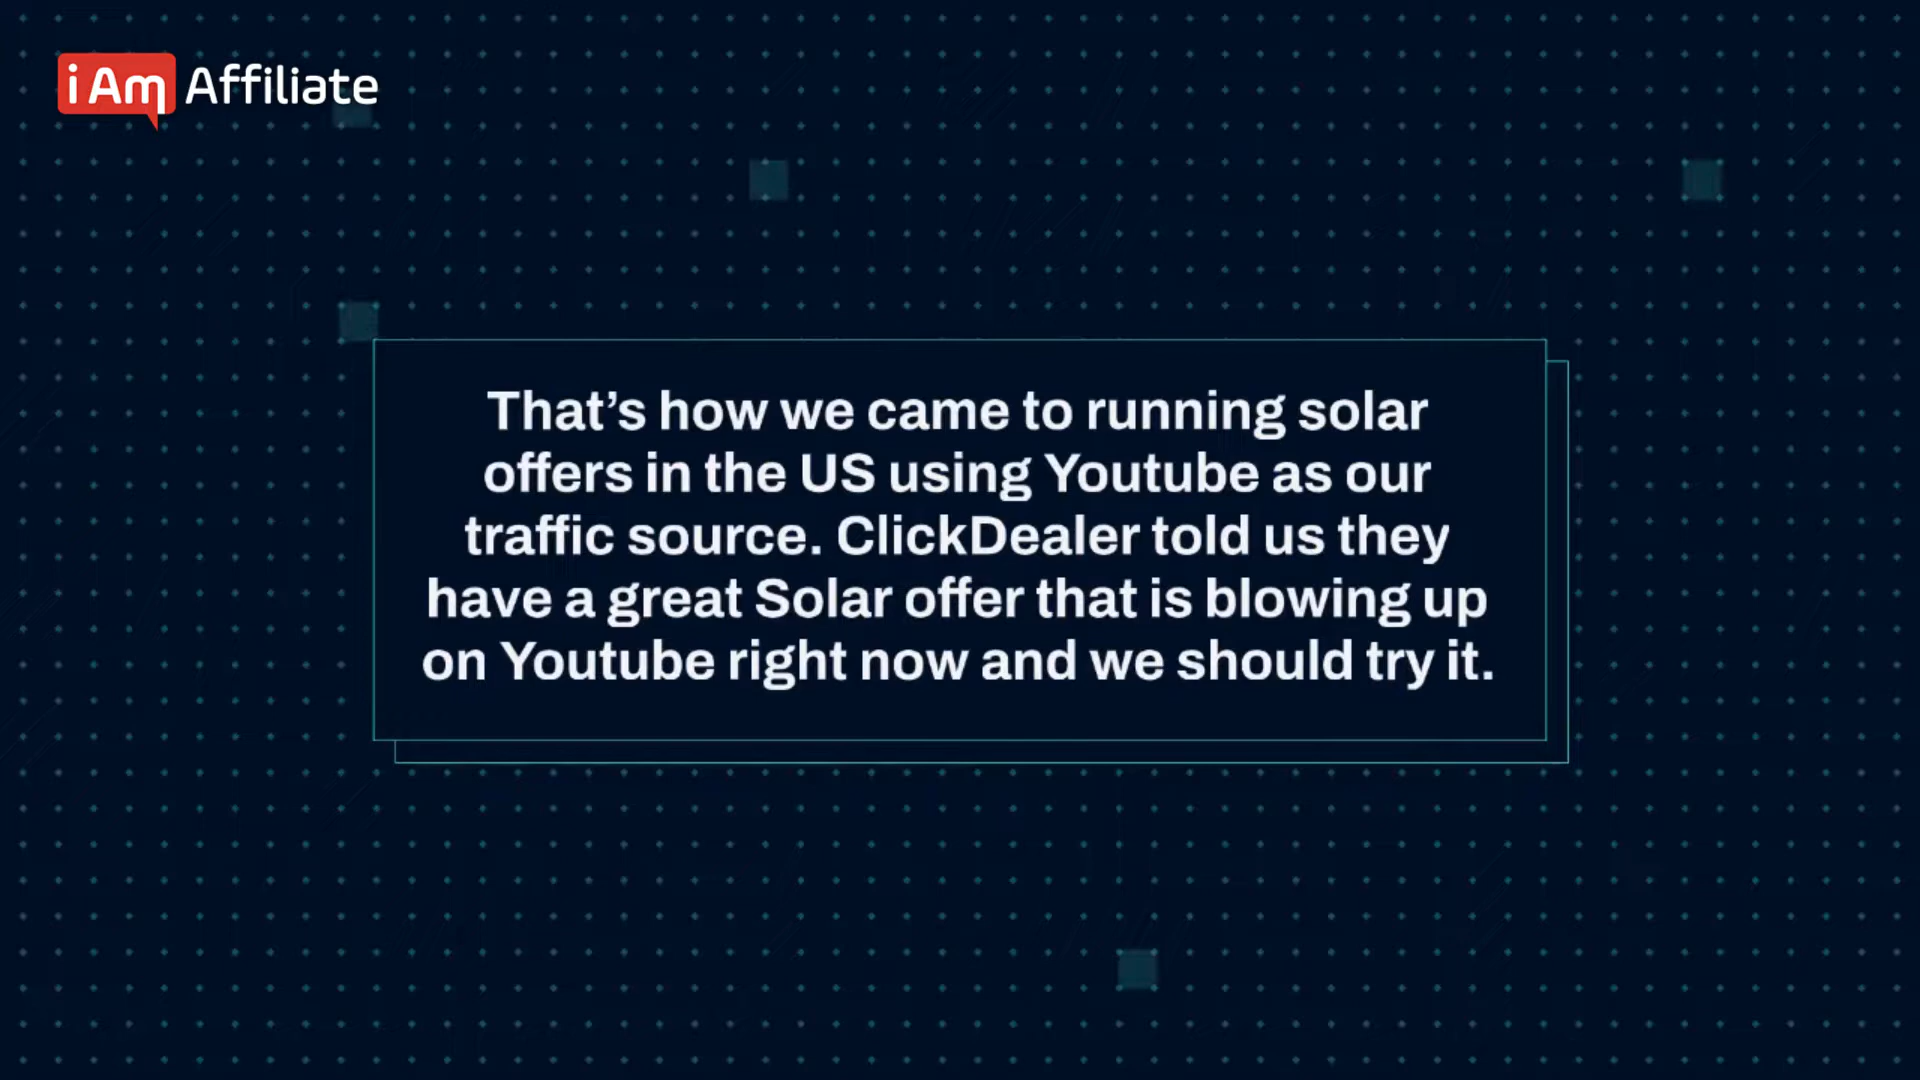 i Am Affiliate
That’s how we came to running solar
offers in the US using Youtube as our
traffic source. ClickDealer told us they
have a great Solar offer that is blowing up
on Youtube right now and we should try it.